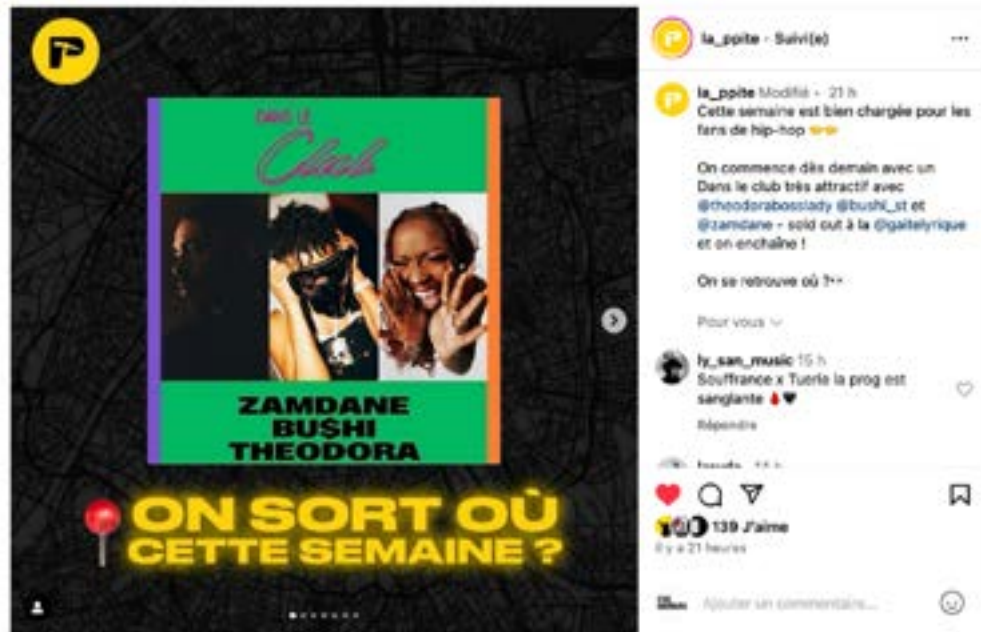 DANS LE
Club
ZAMDANE
BU$HI
THEODORA
ON SORT OÙ
CETTE SEMAINE ?
la_ppite · Suivi(e)
la_ppite Modifié · 21 h
Cette semaine est bien chargée pour les
fans de hip-hop
On commence dès demain avec un
Dans le club très attractif avec
@theodorabosslady @bushi_st et
@zamdane - sold out à la @gaitelyrique
et on enchaîne !
On se retrouve où ?
Pour vous
ly_san_music 15 h
Souffrance x Tuerie la prog est
sanglante
Répondre
139 J'aime
Il y a 21 heures
Ajouter un commentaire...